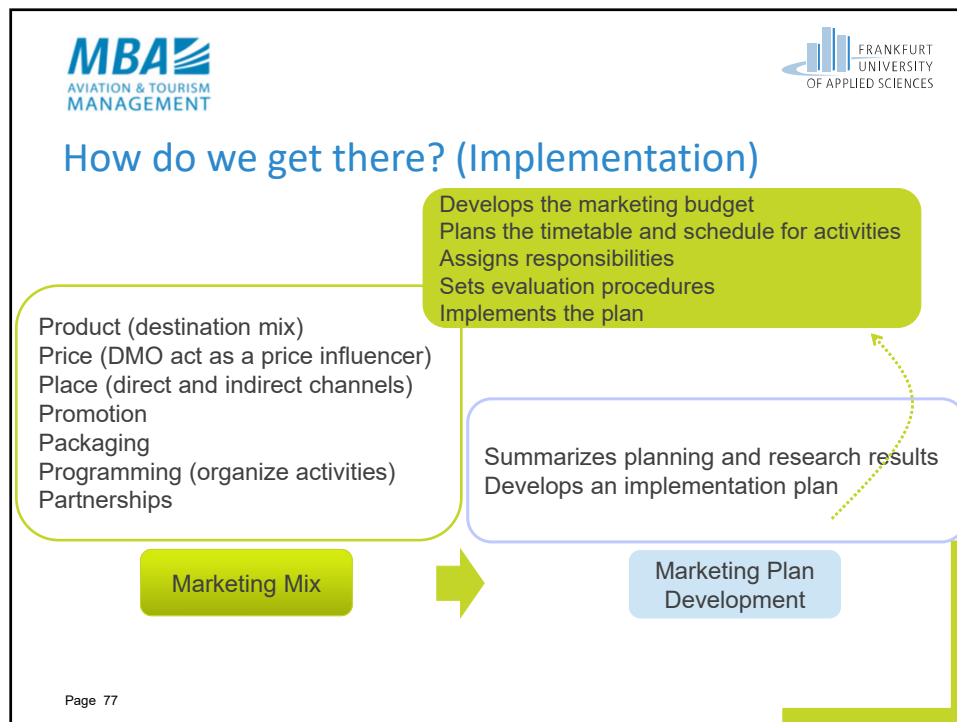 MBA
AVIATION & TOURISM
MANAGEMENT
FRANKFURT
UNIVERSITY
OF APPLIED SCIENCES
How do we get there? (Implementation)
Develops the marketing budget
Plans the timetable and schedule for activities
Assigns responsibilities
Sets evaluation procedures
Implements the plan
Product (destination mix)
Price (DMO act as a price influencer)
Place (direct and indirect channels)
Promotion
Packaging
Programming (organize activities)
Partnerships
Summarizes planning and research results
Develops an implementation plan
Marketing Mix
Marketing Plan
Development
Page 77